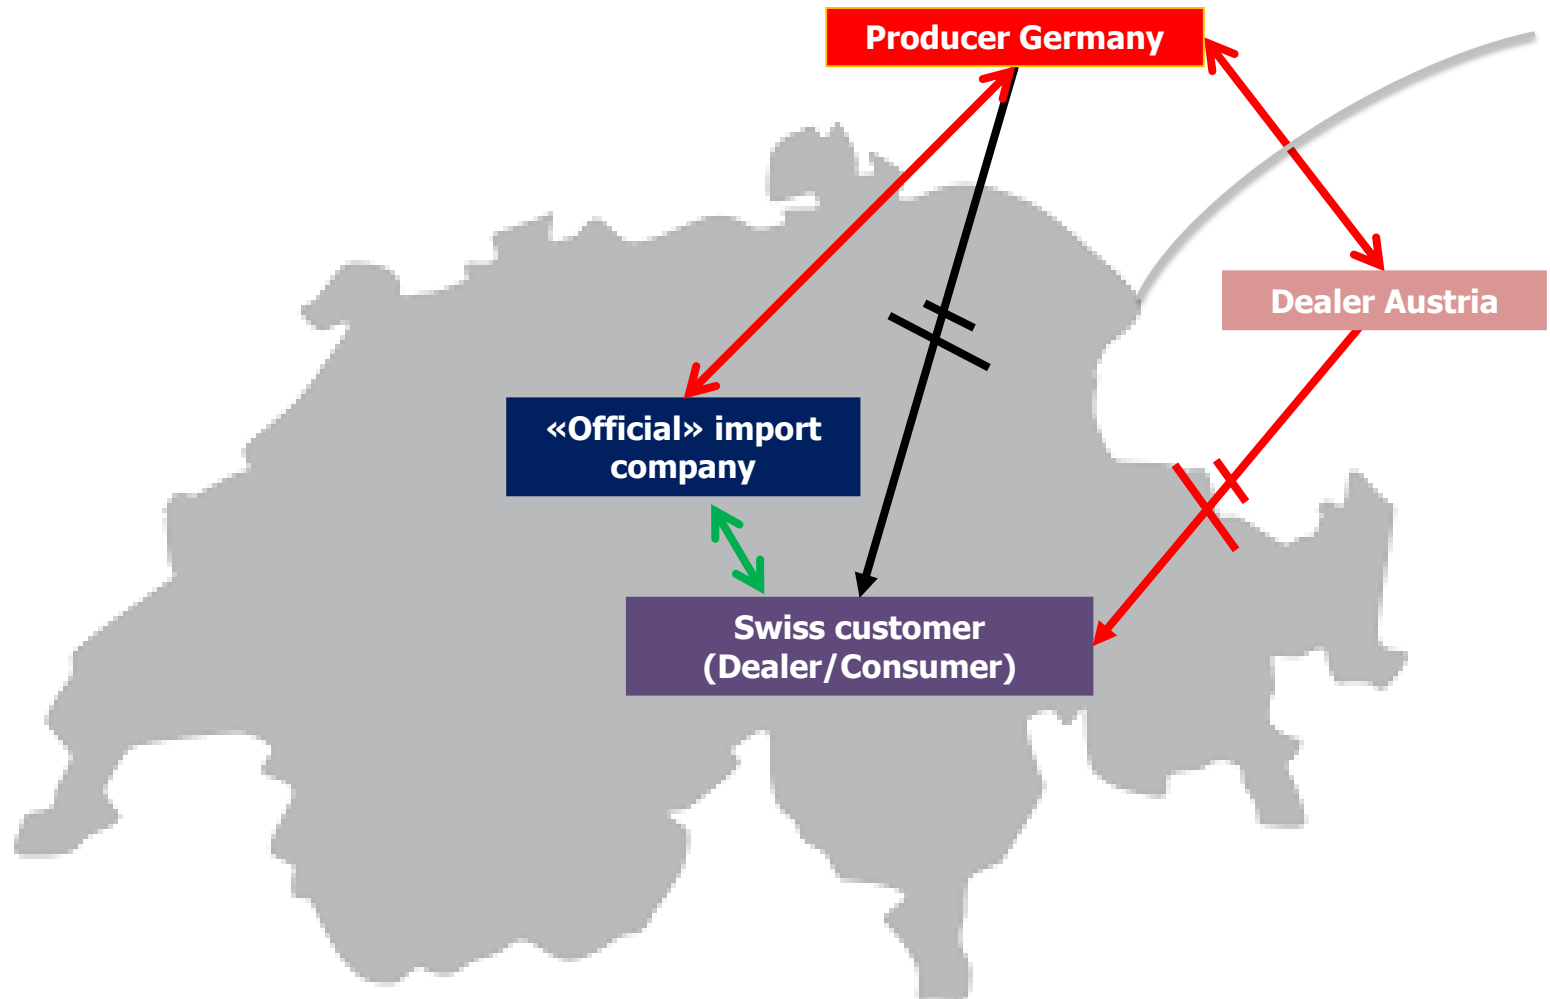 Producer Germany
Dealer Austria
«Official» import
company
Swiss customer
(Dealer/Consumer)